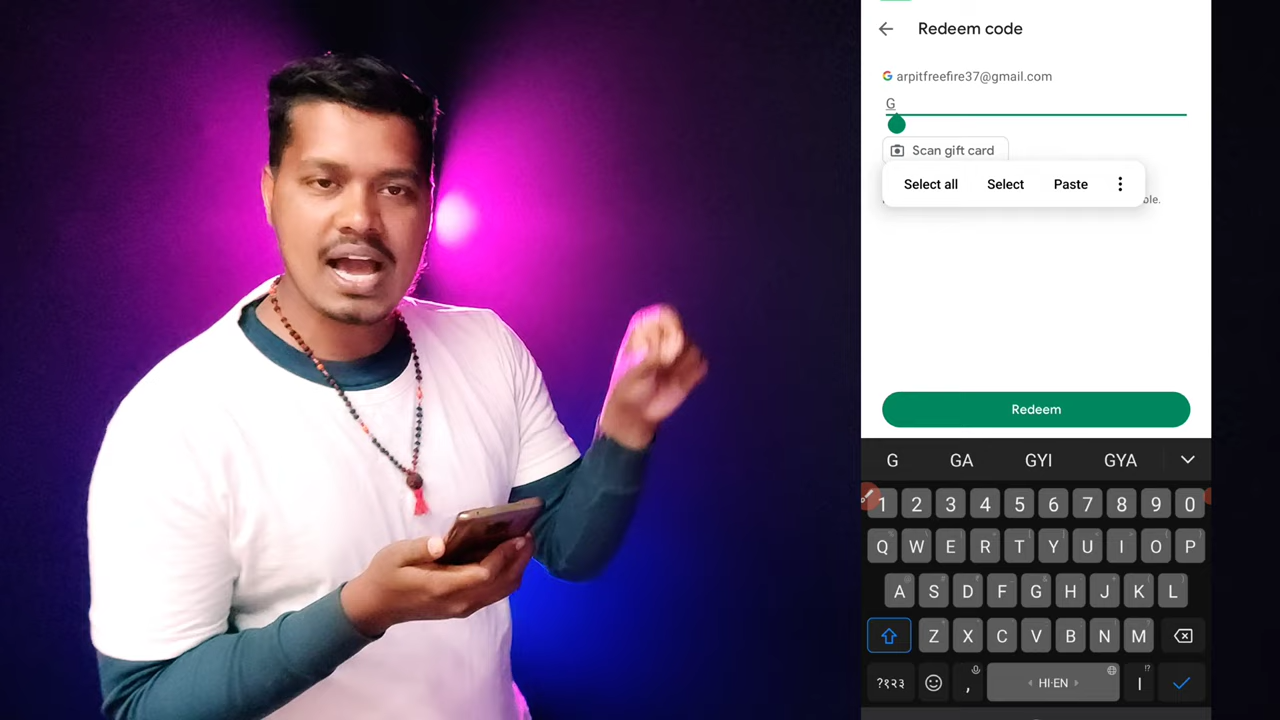 Redeem code
arpitfreefire37@gmail.com
G
Scan gift card
Select all Select Paste
ble.
Redeem
G GA GYI GYA
1 2 3 4 5 6 7 8 9 0
Q W E R T Y U I O P
A S D F G H J K L
Z X C V B N M
?१२३ , HI·EN |